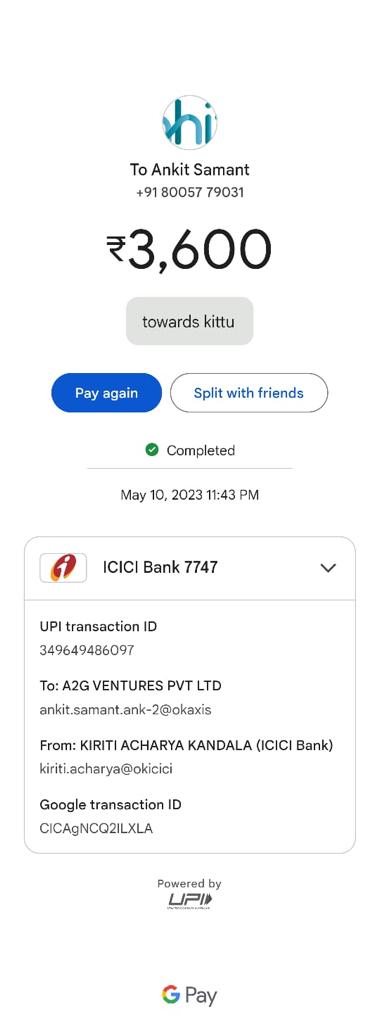 hi
To Ankit Samant
+91 80057 79031
₹3,600
towards kittu
Pay again
Split with friends
Completed
May 10, 2023 11:43 PM
ICICI Bank 7747
UPI transaction ID
349649486097
To: A2G VENTURES PVT LTD
ankit.samant.ank-2@okaxis
From: KIRITI ACHARYA KANDALA (ICICI Bank)
kiriti.acharya@okicici
Google transaction ID
CICAgNCQ2ILXLA
Powered by
UPI
G Pay